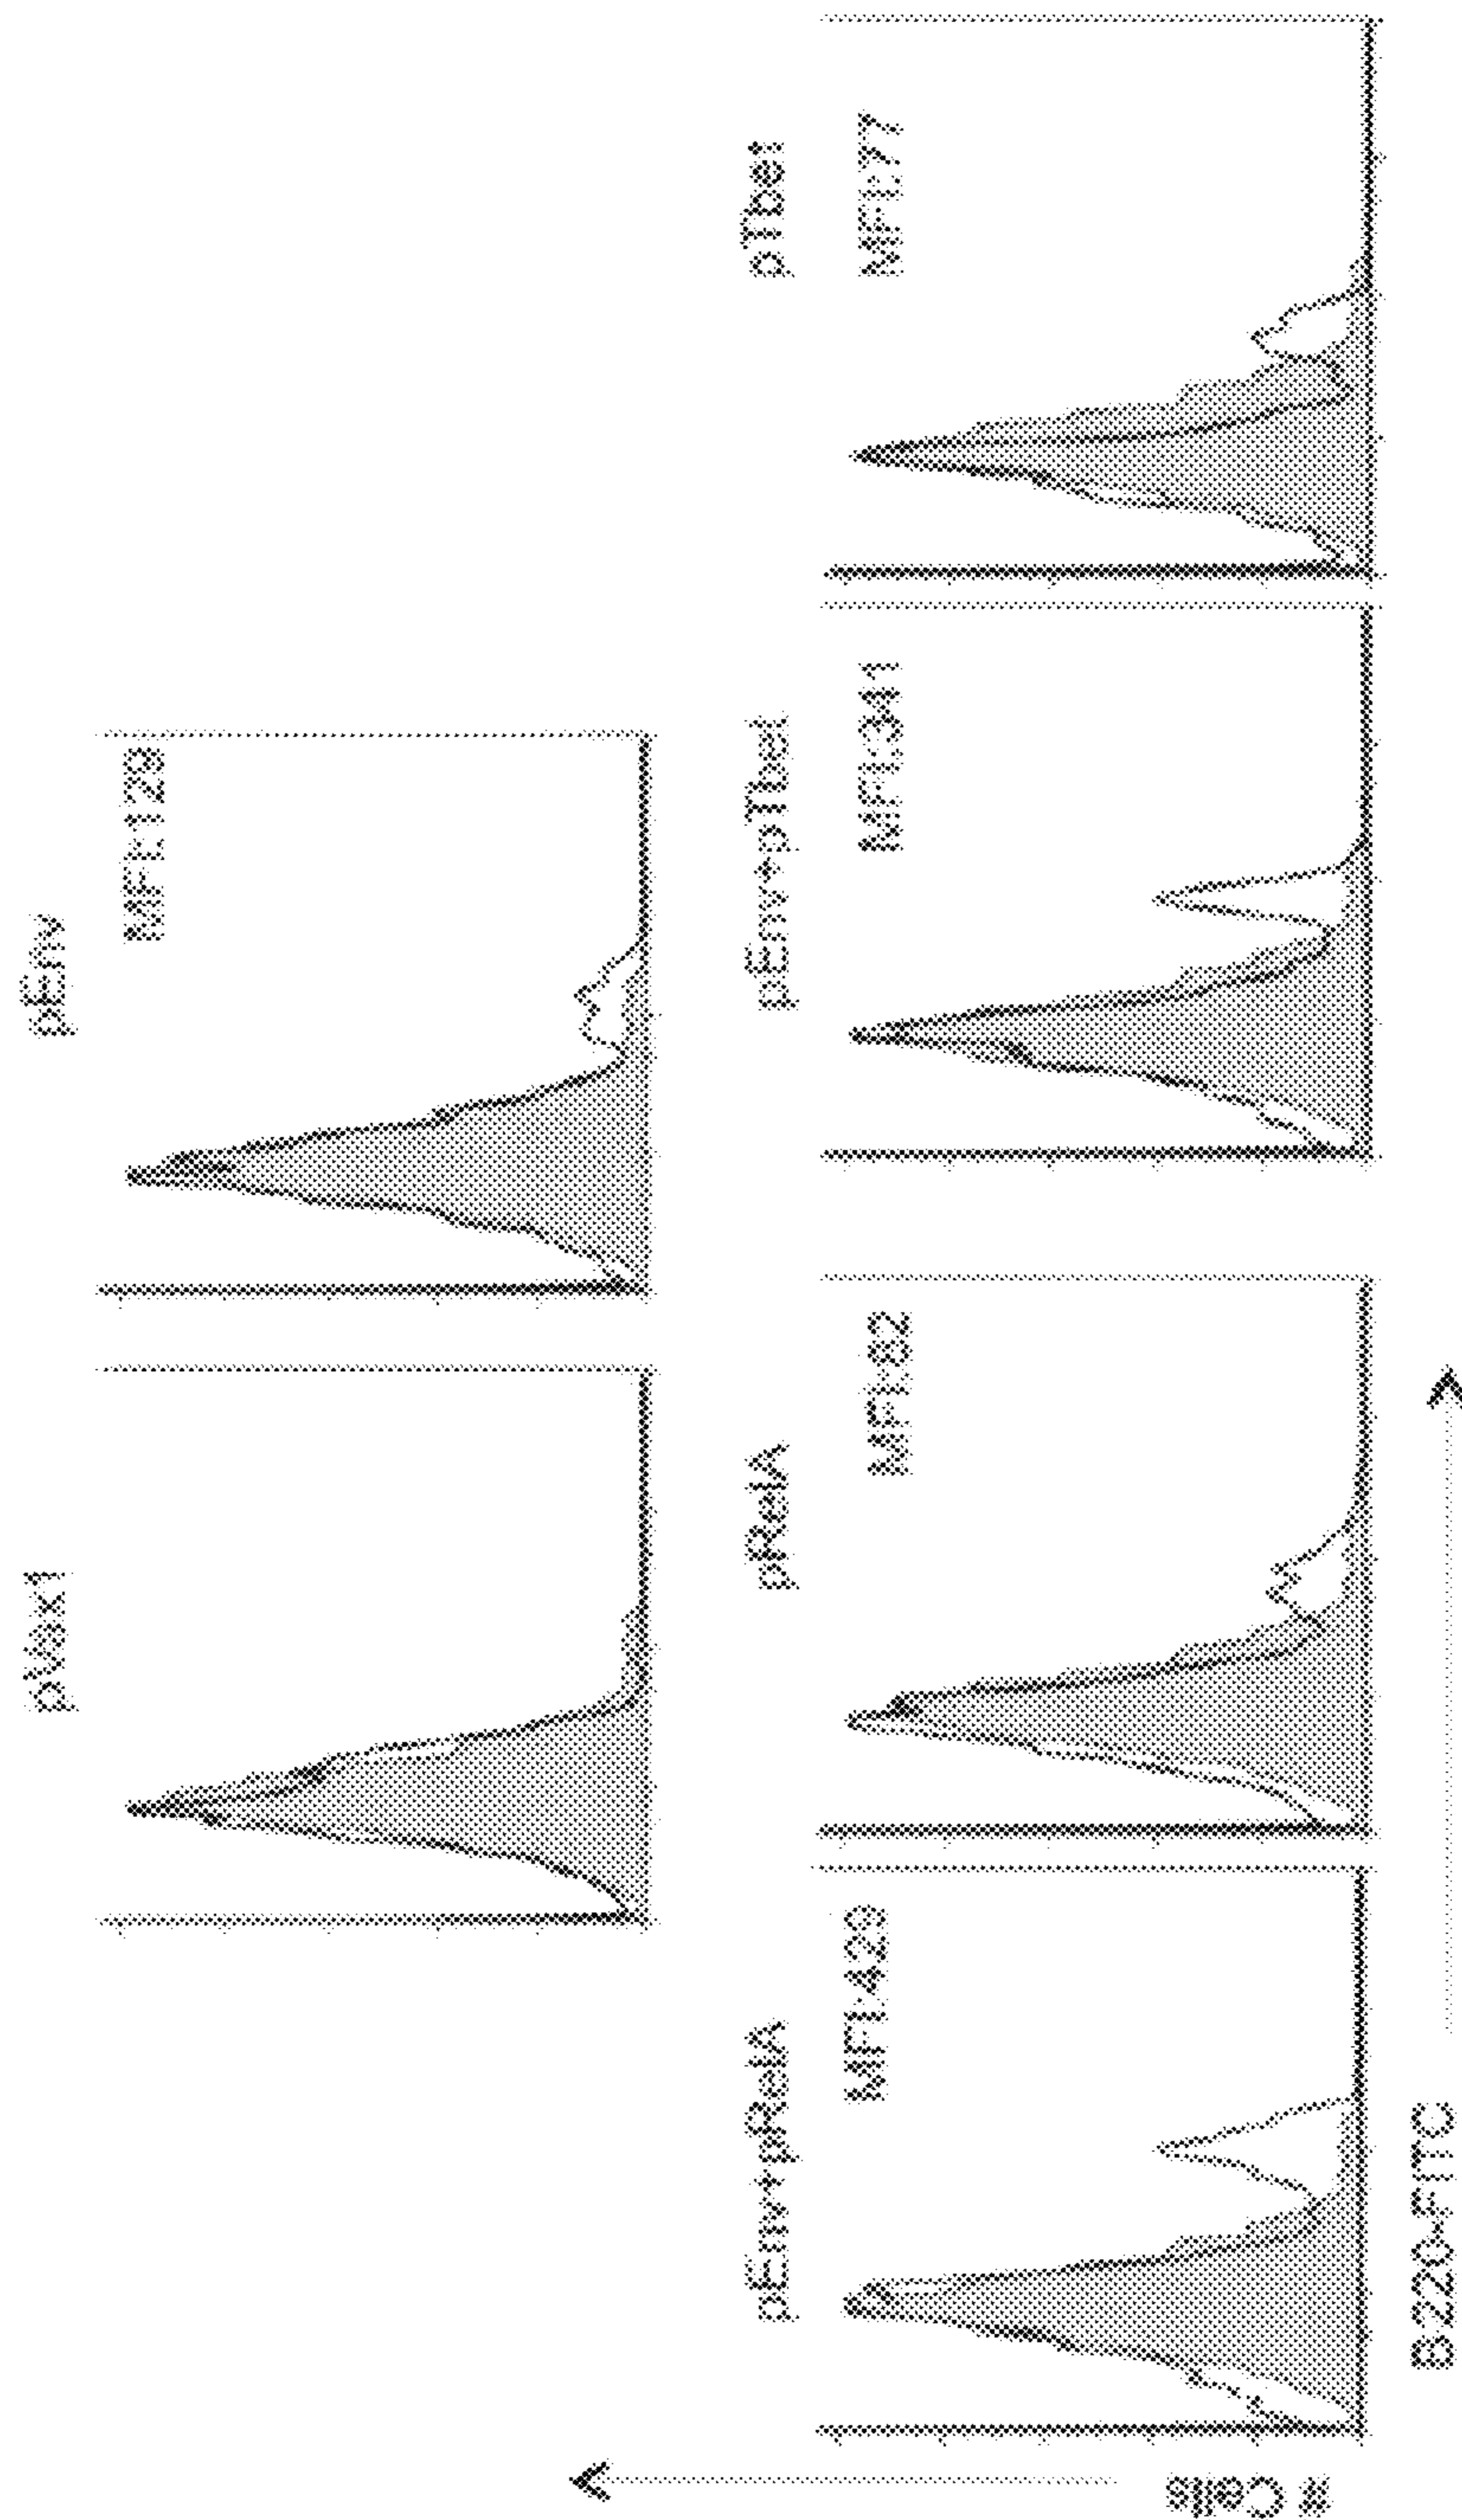 pVax1
pEnv
MFI:129
pEnv+pRelA
MFI:429
pRelA
MFI:82
pEnv+pTbet
MFI:341
pTbet
MFI:77
# Cells
B220-FITC